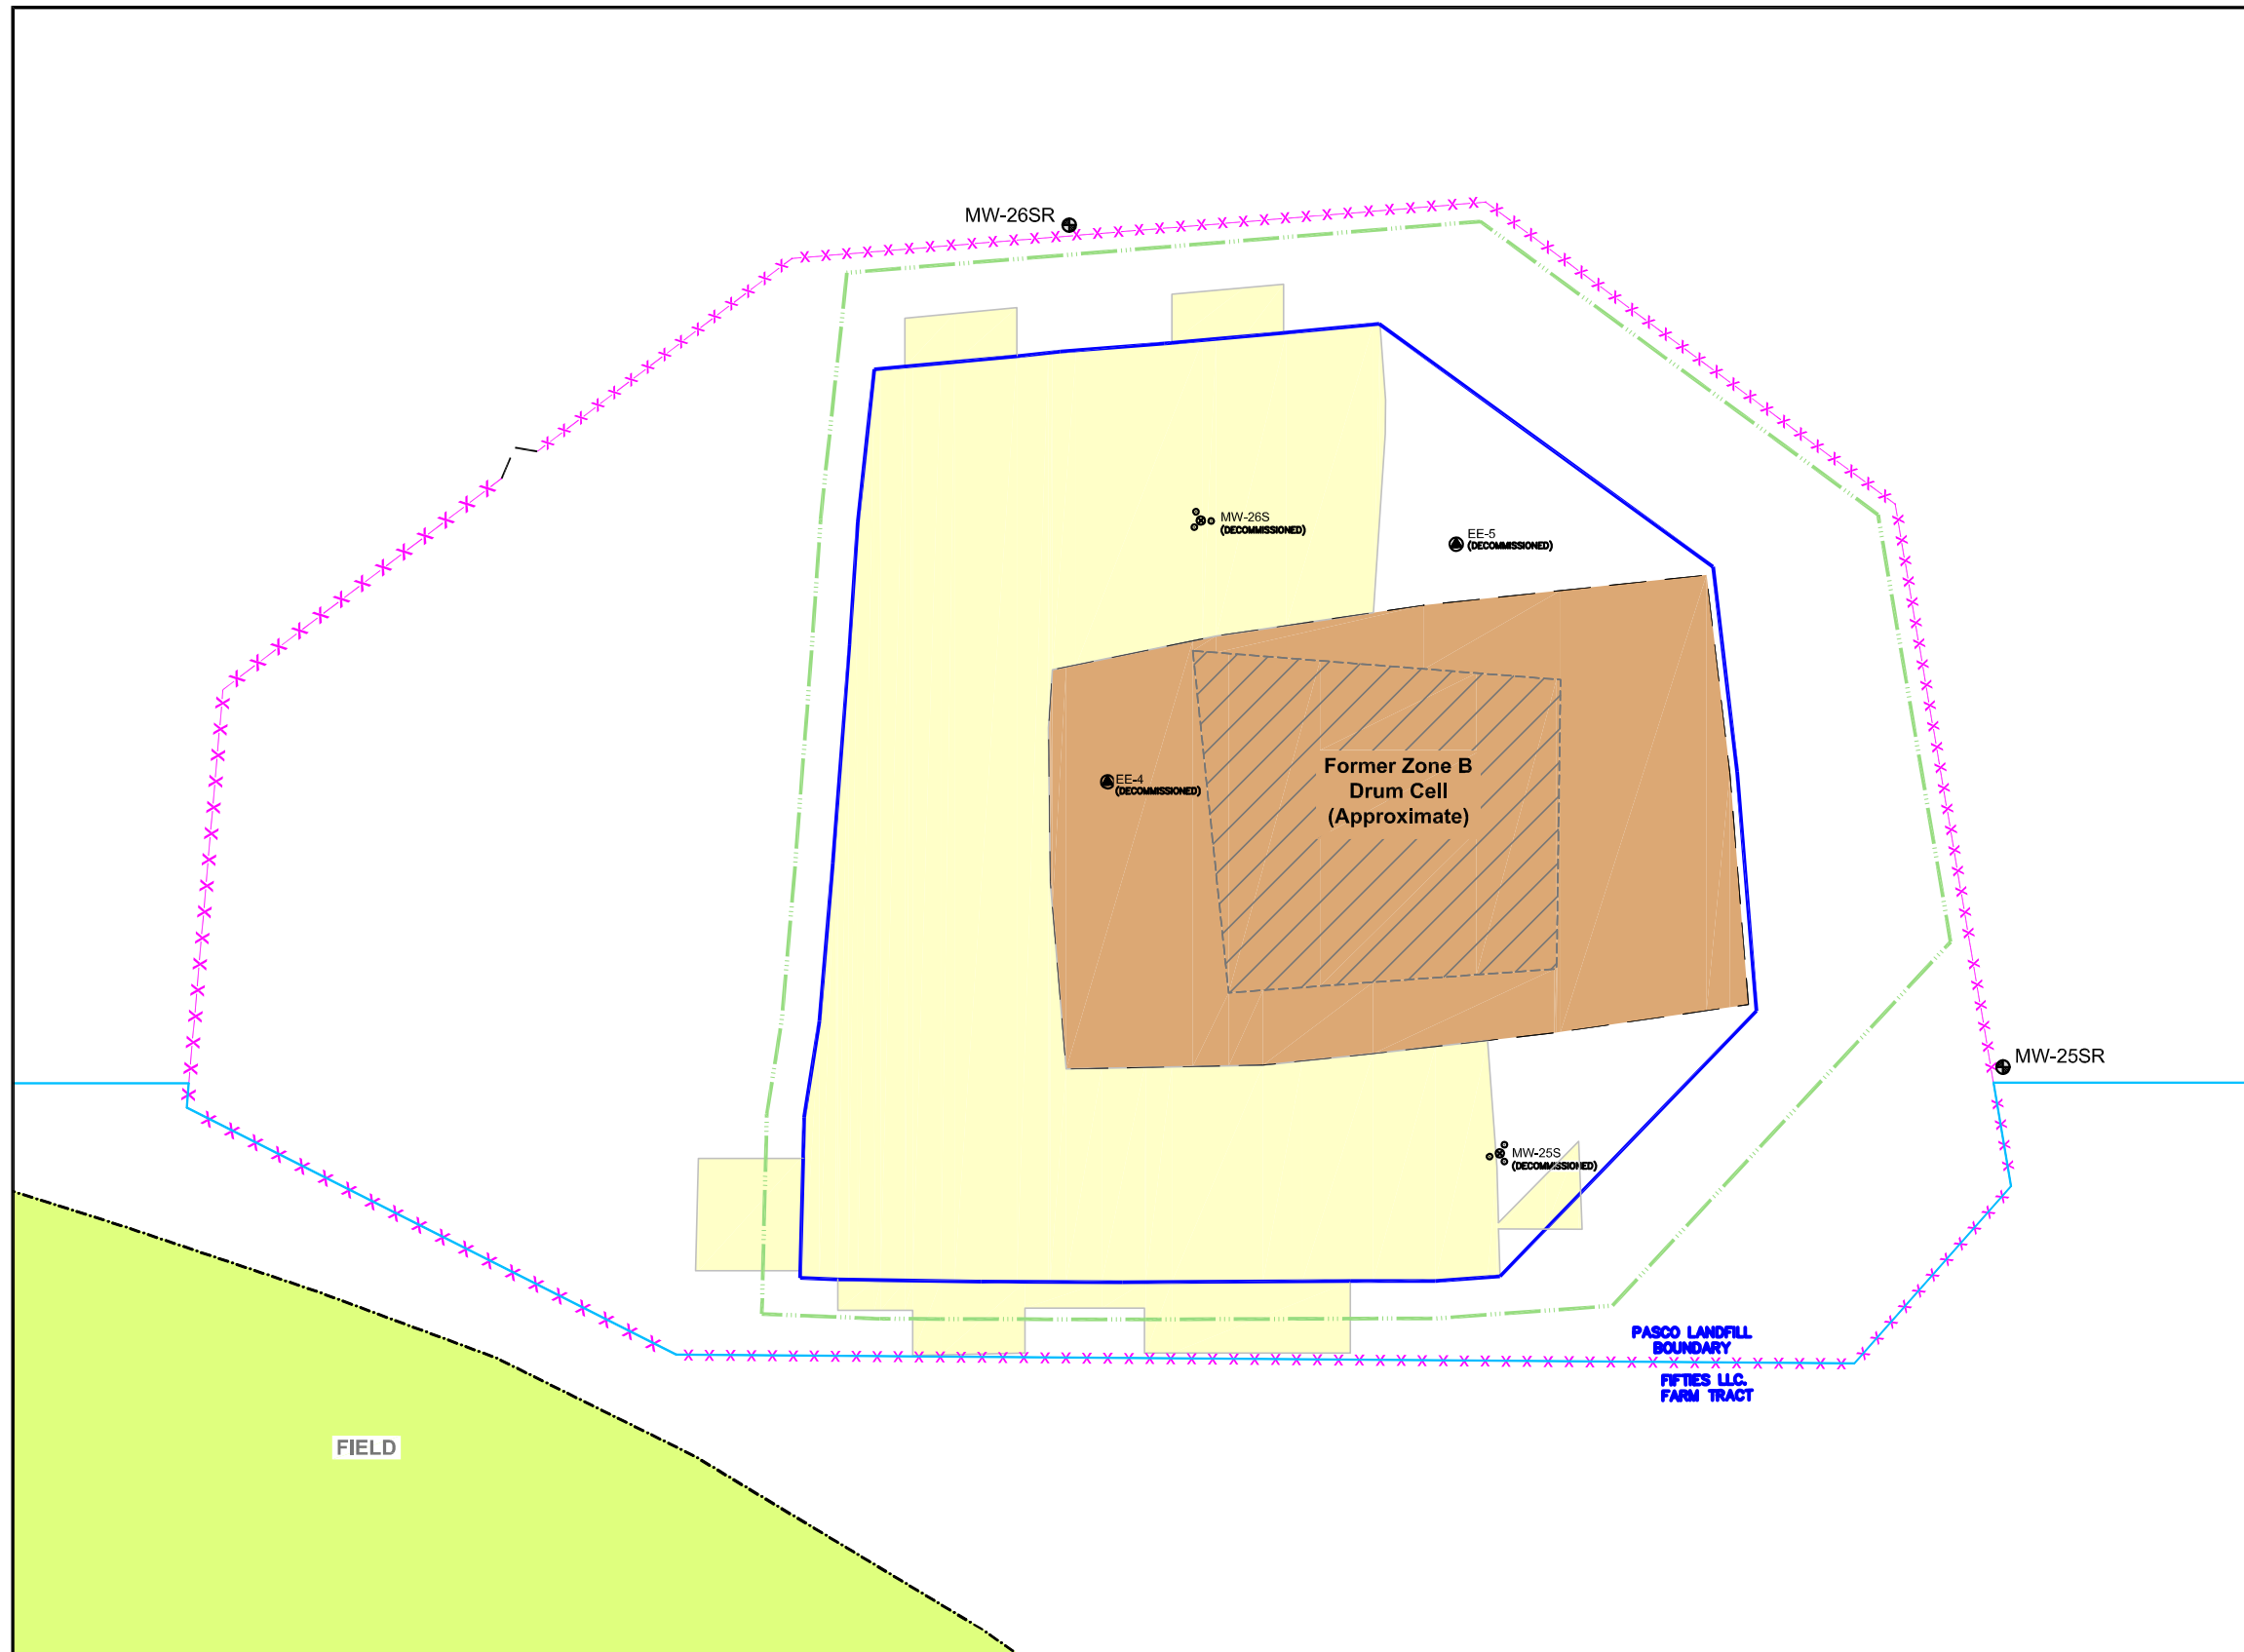 MW-26SR
MW-26S
(DECOMMISSIONED)
EE-5
(DECOMMISSIONED)
Former Zone B
Drum Cell
(Approximate)
EE-4
(DECOMMISSIONED)
MW-25SR
MW-25S
(DECOMMISSIONED)
PASCO LANDFILL
BOUNDARY
FIFTIES LLC.
FARM TRACT
FIELD